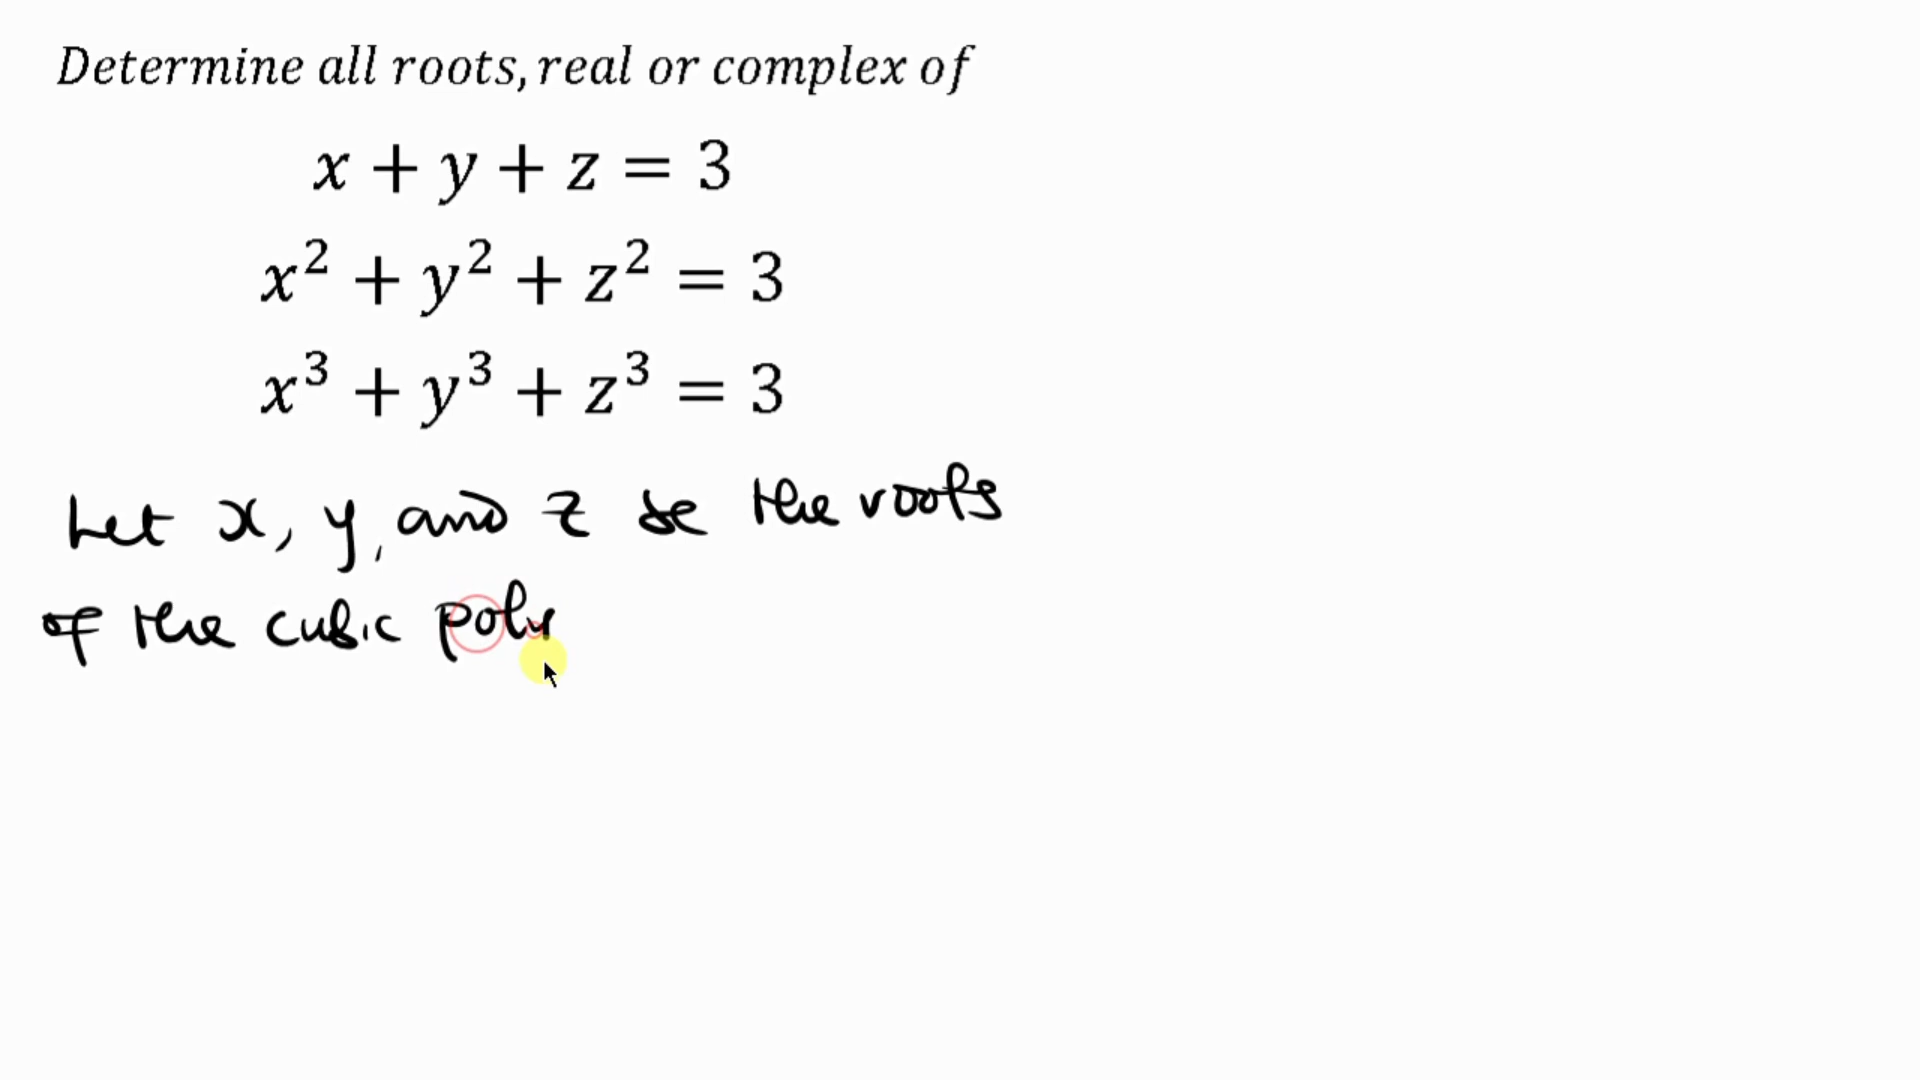 Determine all roots, real or complex of
x + y + z = 3
x² + y² + z² = 3
x³ + y³ + z³ = 3
Let x, y, and z be the roots
of the cubic poly